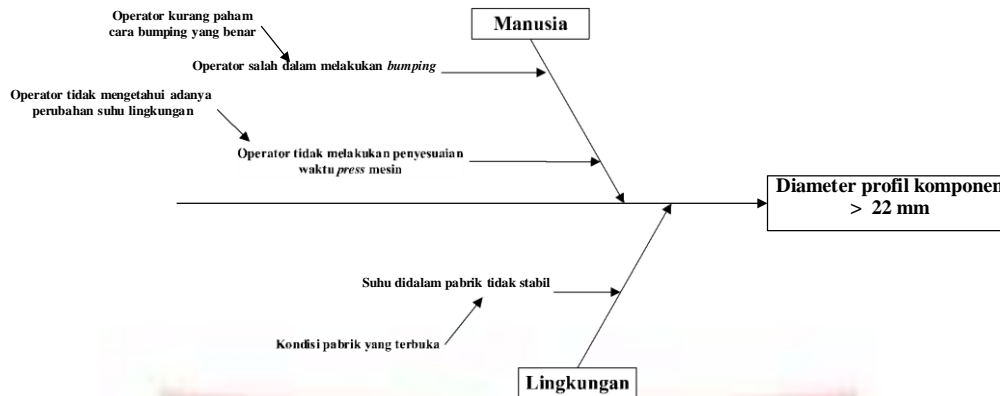 Operator kurang paham
cara bumping yang benar
Manusia
Operator salah dalam melakukan bumping
Operator tidak mengetahui adanya
perubahan suhu lingkungan
Operator tidak melakukan penyesuaian
waktu press mesin
Diameter profil komponen
> 22 mm
Suhu didalam pabrik tidak stabil
Kondisi pabrik yang terbuka
Lingkungan